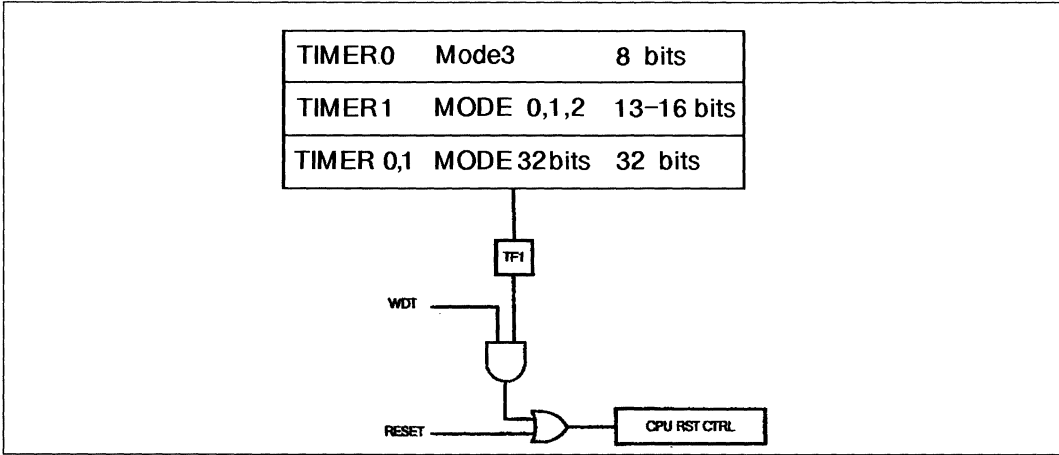 TIMER0 Mode3 8 bits
TIMER1 MODE 0,1,2 13-16 bits
TIMER 0,1 MODE 32bits 32 bits
TF1
WDT
RESET
CPU RST CTRL